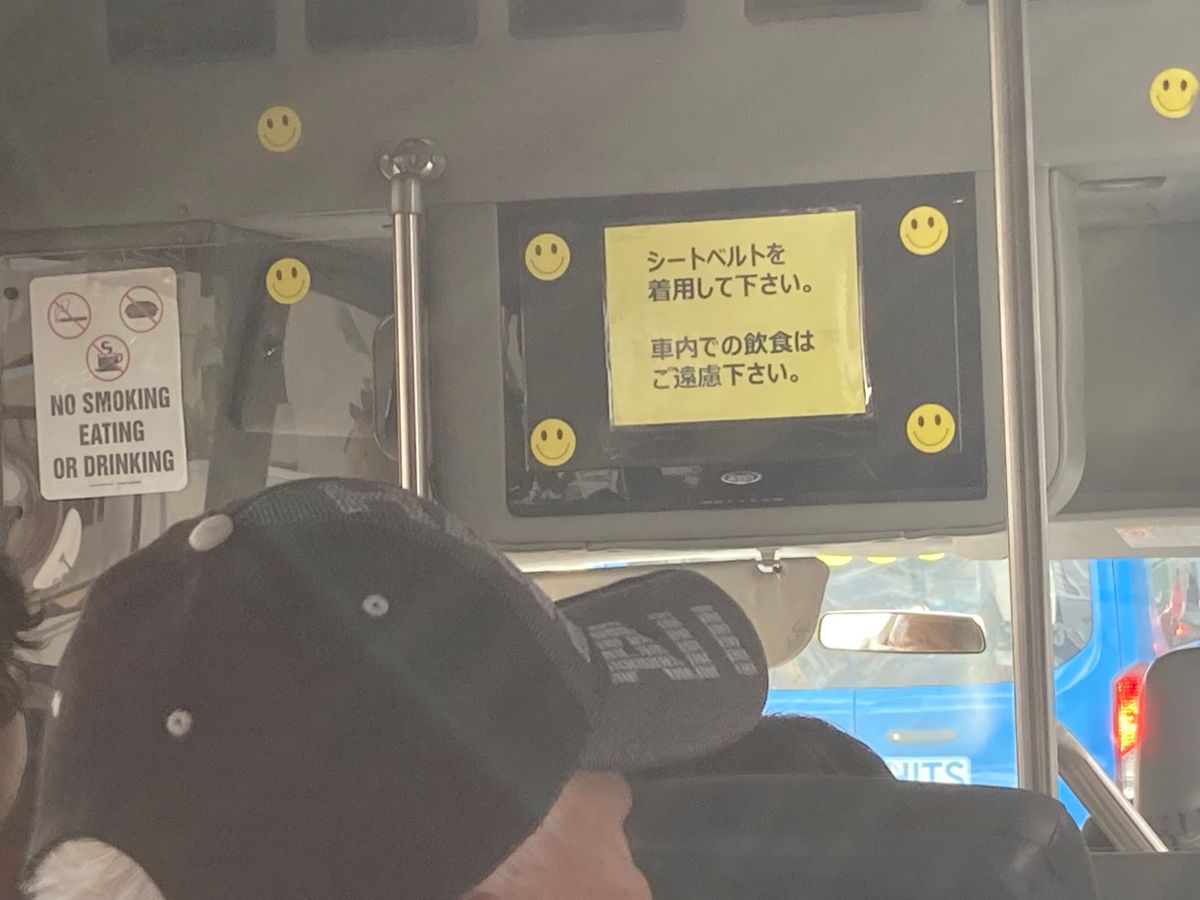 NO SMOKING
EATING
OR DRINKING
シートベルトを
着用して下さい。
車内での飲食は
ご遠慮下さい。